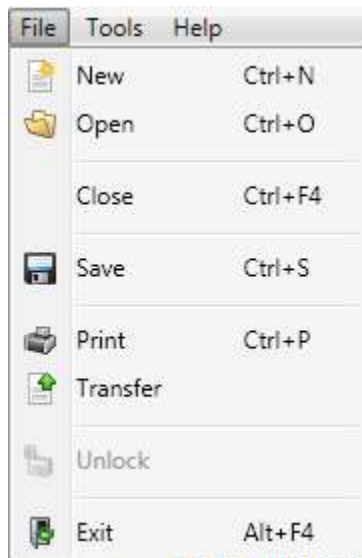 File Tools Help
New Ctrl+N
Open Ctrl+O
Close Ctrl+F4
Save Ctrl+S
Print Ctrl+P
Transfer
Unlock
Exit Alt+F4